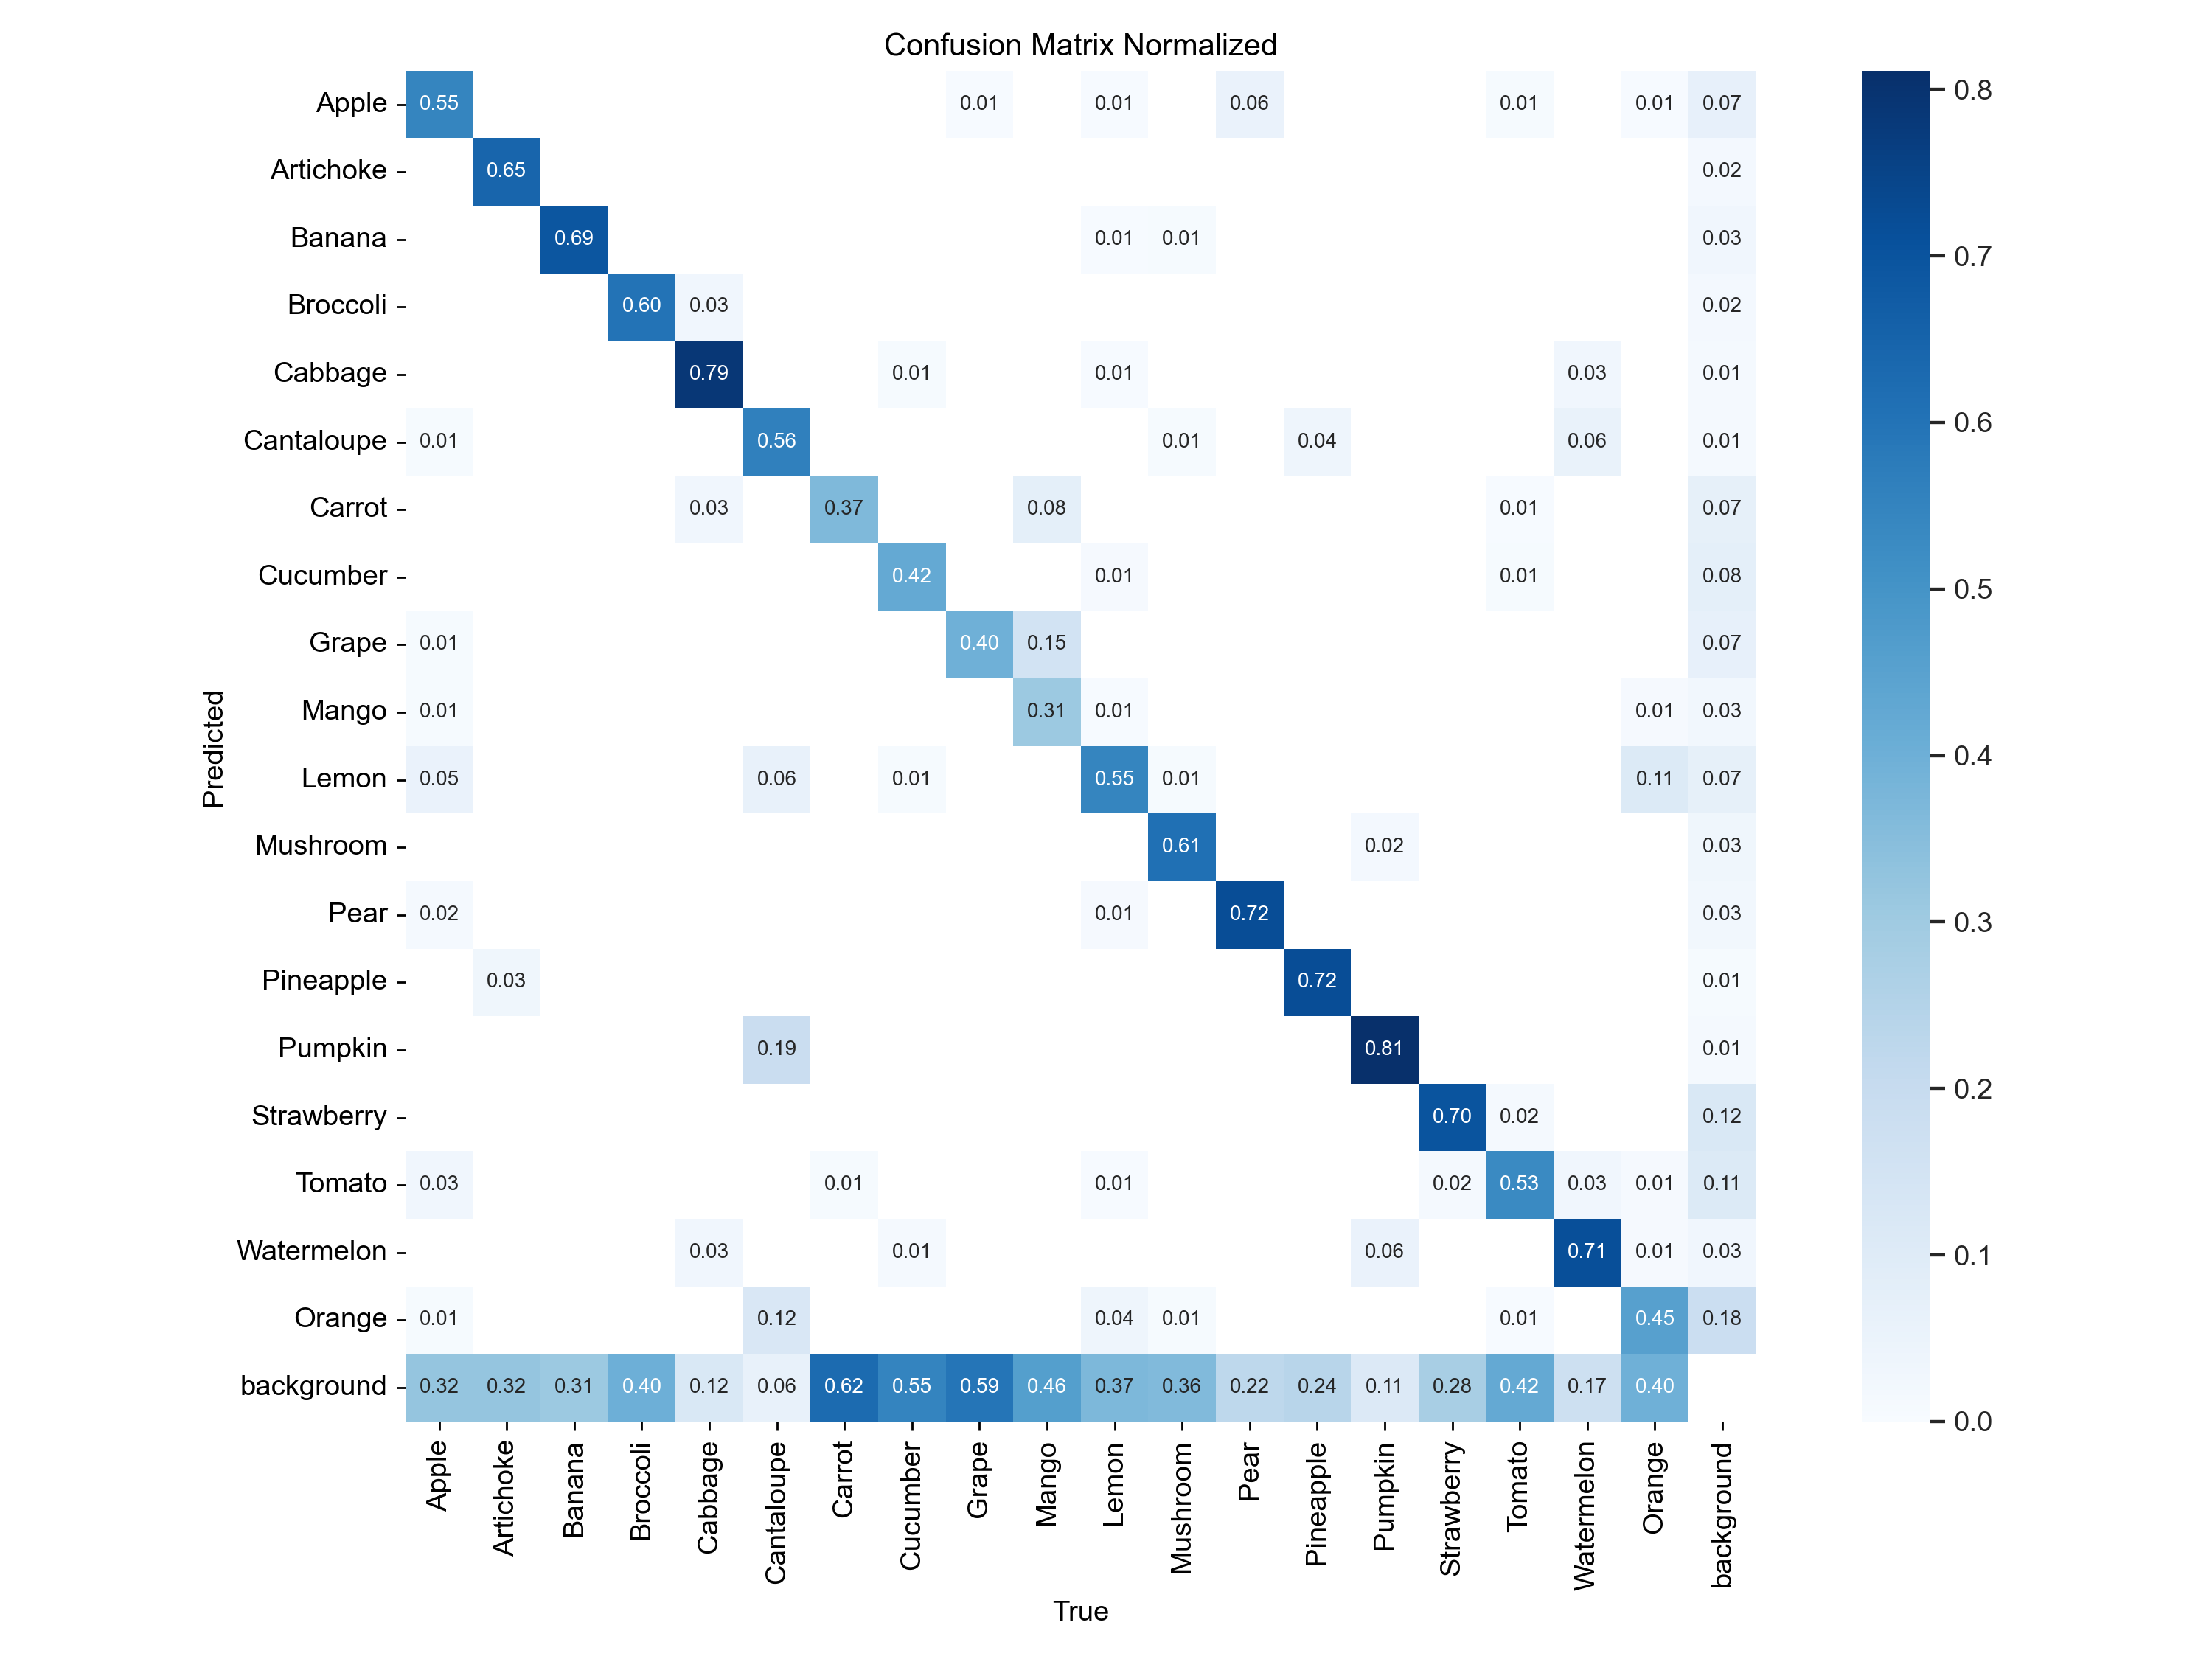 Confusion Matrix Normalized
Apple 0.55 0.01 0.01 0.06 0.01 0.01 0.07
Artichoke 0.65 0.02
Banana 0.69 0.01 0.01 0.03
Broccoli 0.60 0.03 0.02
Cabbage 0.79 0.01 0.01 0.03 0.01
Cantaloupe 0.01 0.56 0.01 0.04 0.06 0.01
Carrot 0.03 0.37 0.08 0.01 0.07
Cucumber 0.42 0.01 0.01 0.08
Grape 0.01 0.40 0.15 0.07
Mango 0.01 0.31 0.01 0.01 0.03
Lemon 0.05 0.06 0.01 0.55 0.01 0.11 0.07
Mushroom 0.61 0.02 0.03
Pear 0.02 0.01 0.72 0.03
Pineapple 0.03 0.72 0.01
Pumpkin 0.19 0.81 0.01
Strawberry 0.70 0.02 0.12
Tomato 0.03 0.01 0.01 0.02 0.53 0.03 0.01 0.11
Watermelon 0.03 0.01 0.06 0.71 0.01 0.03
Orange 0.01 0.12 0.04 0.01 0.01 0.45 0.18
background 0.32 0.32 0.31 0.40 0.12 0.06 0.62 0.55 0.59 0.46 0.37 0.36 0.22 0.24 0.11 0.28 0.42 0.17 0.40
Predicted
Apple Artichoke Banana Broccoli Cabbage Cantaloupe Carrot Cucumber Grape Mango Lemon Mushroom Pear Pineapple Pumpkin Strawberry Tomato Watermelon Orange background
True
0.8
0.7
0.6
0.5
0.4
0.3
0.2
0.1
0.0